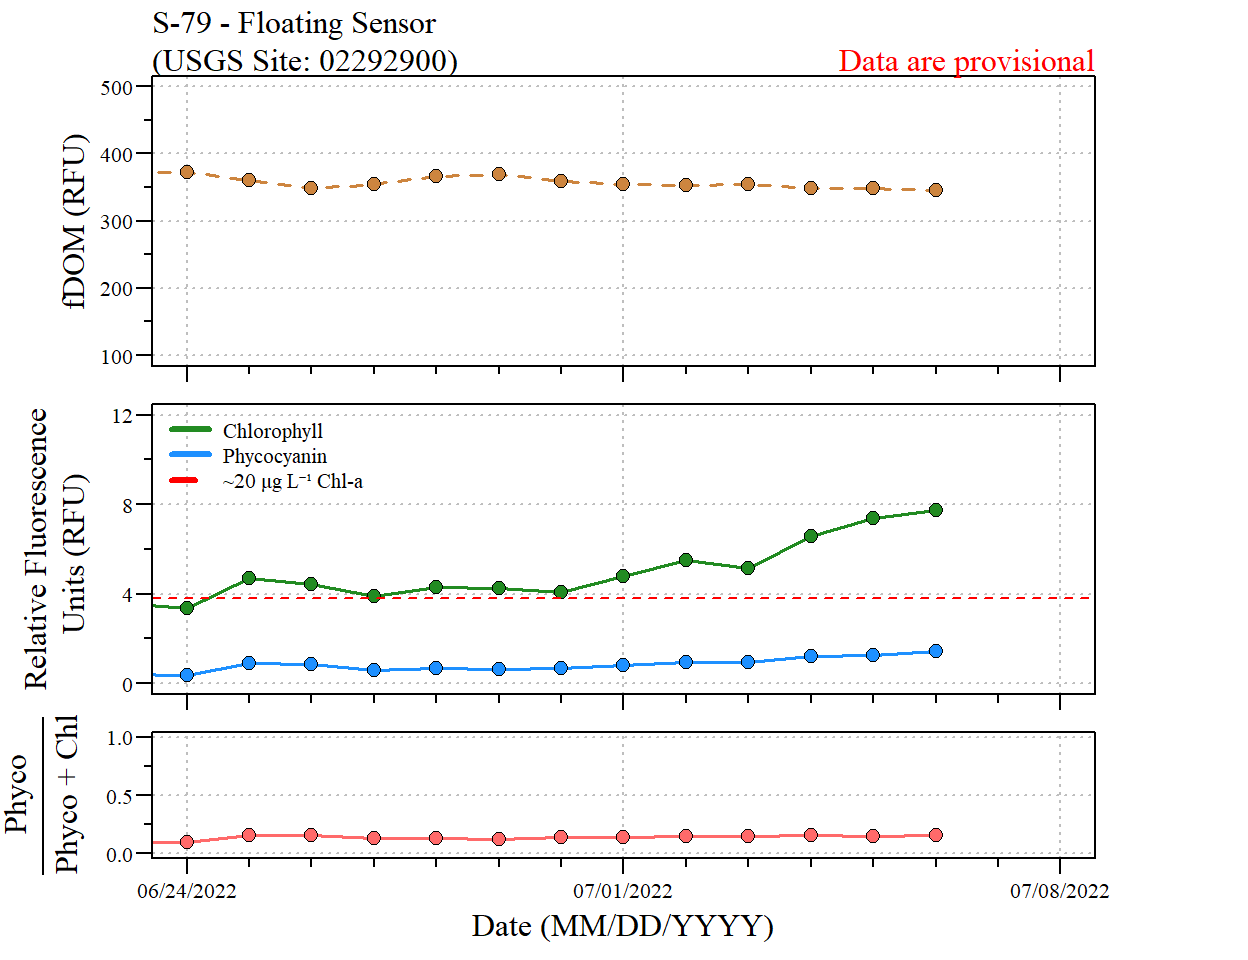 S-79 - Floating Sensor
(USGS Site: 02292900)
Data are provisional
fDOM (RFU)
500
400
300
200
100
Relative Fluorescence
Units (RFU)
12
8
4
0
Chlorophyll
Phycocyanin
~20 µg L⁻¹ Chl-a
Phyco
Phyco + Chl
1.0
0.5
0.0
06/24/2022
07/01/2022
07/08/2022
Date (MM/DD/YYYY)